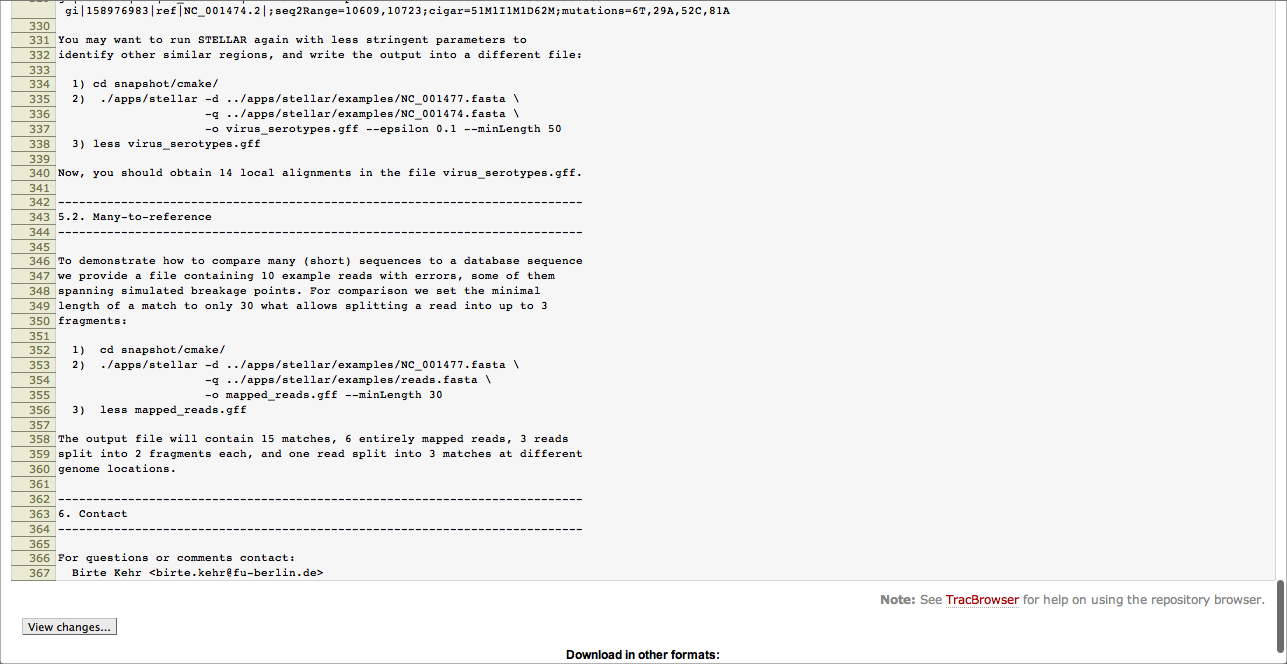 gi|158976983|ref|NC_001474.2|;seq2Range=10609,10723;cigar=51M1I1M1D62M;mutations=6T,29A,52C,81A
330
331 You may want to run STELLAR again with less stringent parameters to
332 identify other similar regions, and write the output into a different file:
333
334   1) cd snapshot/cmake/
335   2)  ./apps/stellar -d ../apps/stellar/examples/NC_001477.fasta \
336                      -q ../apps/stellar/examples/NC_001474.fasta \
337                      -o virus_serotypes.gff --epsilon 0.1 --minLength 50
338   3) less virus_serotypes.gff
339
340 Now, you should obtain 14 local alignments in the file virus_serotypes.gff.
341
342 ---------------------------------------------------------------------------
343 5.2. Many-to-reference
344 ---------------------------------------------------------------------------
345
346 To demonstrate how to compare many (short) sequences to a database sequence
347 we provide a file containing 10 example reads with errors, some of them
348 spanning simulated breakage points. For comparison we set the minimal
349 length of a match to only 30 what allows splitting a read into up to 3
350 fragments:
351
352   1)  cd snapshot/cmake/
353   2)  ./apps/stellar -d ../apps/stellar/examples/NC_001477.fasta \
354                      -q ../apps/stellar/examples/reads.fasta \
355                      -o mapped_reads.gff --minLength 30
356   3)  less mapped_reads.gff
357
358 The output file will contain 15 matches, 6 entirely mapped reads, 3 reads
359 split into 2 fragments each, and one read split into 3 matches at different
360 genome locations.
361
362 ---------------------------------------------------------------------------
363 6. Contact
364 ---------------------------------------------------------------------------
365
366 For questions or comments contact:
367   Birte Kehr <birte.kehr@fu-berlin.de>
Note: See TracBrowser for help on using the repository browser.
View changes...
Download in other formats: